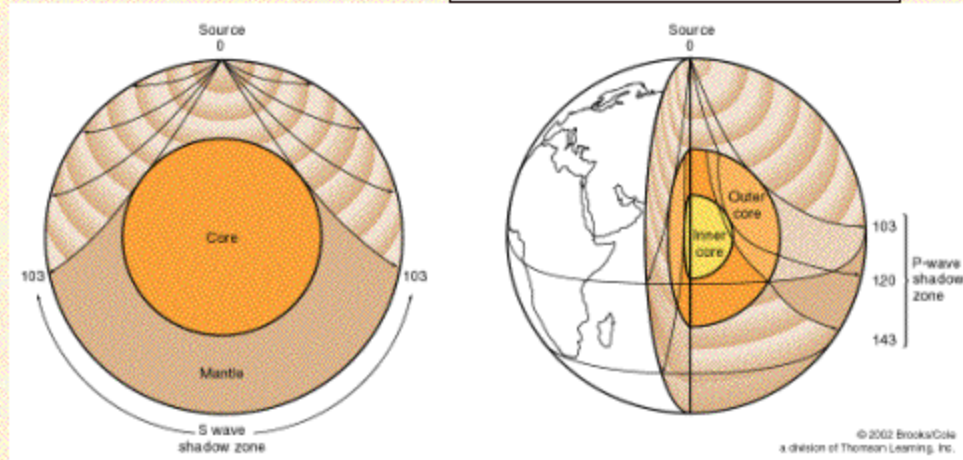 Source
0
Core
103
103
Mantle
S wave
shadow zone
Source
0
Outer
core
Inner
core
103
120
143
P-wave
shadow
zone
© 2002 Brooks/Cole
a division of Thomson Learning, Inc.